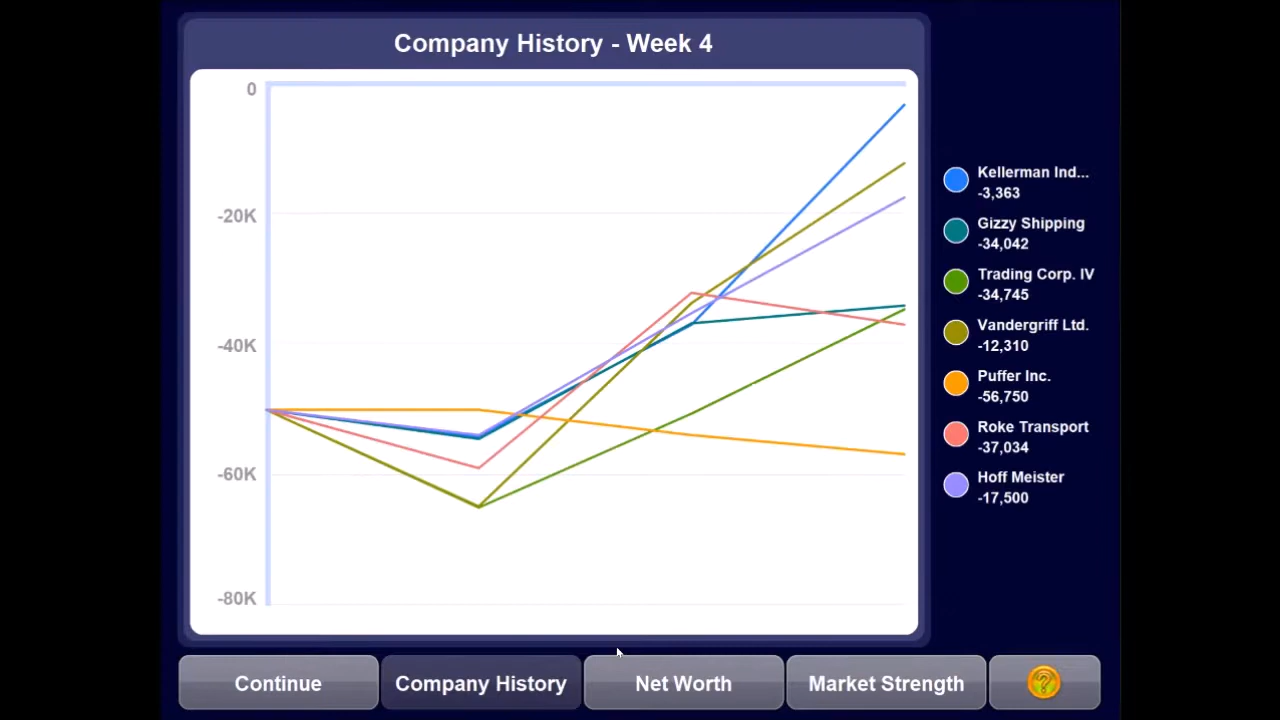 Company History - Week 4
0
-20K
-40K
-60K
-80K
Kellerman Ind...
-3,363
Gizzy Shipping
-34,042
Trading Corp. IV
-34,745
Vandergriff Ltd.
-12,310
Puffer Inc.
-56,750
Roke Transport
-37,034
Hoff Meister
-17,500
Continue
Company History
Net Worth
Market Strength
?